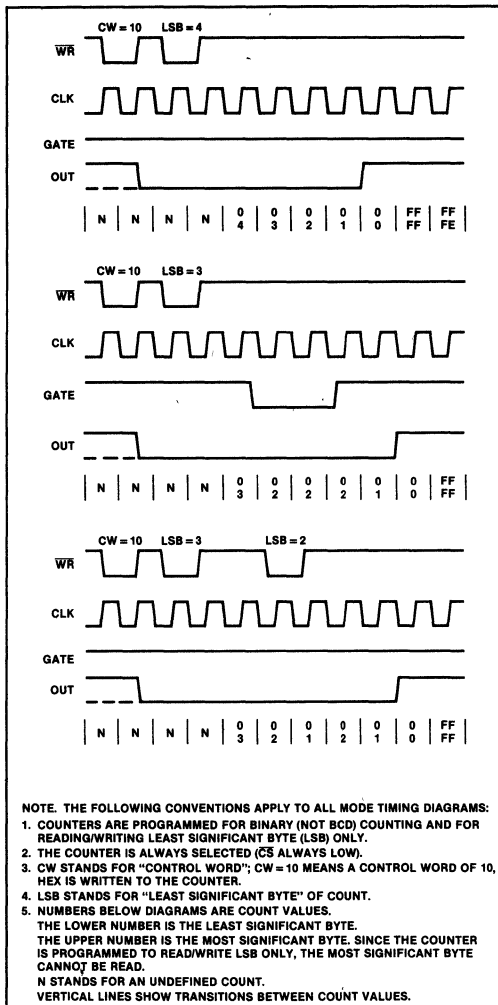 CW = 10 LSB = 4
WR
CLK
GATE
OUT
| N | N | N | N | 0 | 0 | 0 | 0 | 0 | FF | FF |
4 3 2 1 0 FF FE
CW = 10 LSB = 3
WR
CLK
GATE
OUT
| N | N | N | N | 0 | 0 | 0 | 0 | 0 | 0 | FF |
3 2 2 2 1 0 FF
CW = 10 LSB = 3 LSB = 2
WR
CLK
GATE
OUT
| N | N | N | N | 0 | 0 | 0 | 0 | 0 | 0 | FF |
3 2 1 2 1 0 FF
NOTE. THE FOLLOWING CONVENTIONS APPLY TO ALL MODE TIMING DIAGRAMS:
1. COUNTERS ARE PROGRAMMED FOR BINARY (NOT BCD) COUNTING AND FOR
READING/WRITING LEAST SIGNIFICANT BYTE (LSB) ONLY.
2. THE COUNTER IS ALWAYS SELECTED (CS ALWAYS LOW).
3. CW STANDS FOR "CONTROL WORD"; CW = 10 MEANS A CONTROL WORD OF 10,
HEX IS WRITTEN TO THE COUNTER.
4. LSB STANDS FOR "LEAST SIGNIFICANT BYTE" OF COUNT.
5. NUMBERS BELOW DIAGRAMS ARE COUNT VALUES.
THE LOWER NUMBER IS THE LEAST SIGNIFICANT BYTE.
THE UPPER NUMBER IS THE MOST SIGNIFICANT BYTE. SINCE THE COUNTER
IS PROGRAMMED TO READ/WRITE LSB ONLY, THE MOST SIGNIFICANT BYTE
CANNOT BE READ.
N STANDS FOR AN UNDEFINED COUNT.
VERTICAL LINES SHOW TRANSITIONS BETWEEN COUNT VALUES.